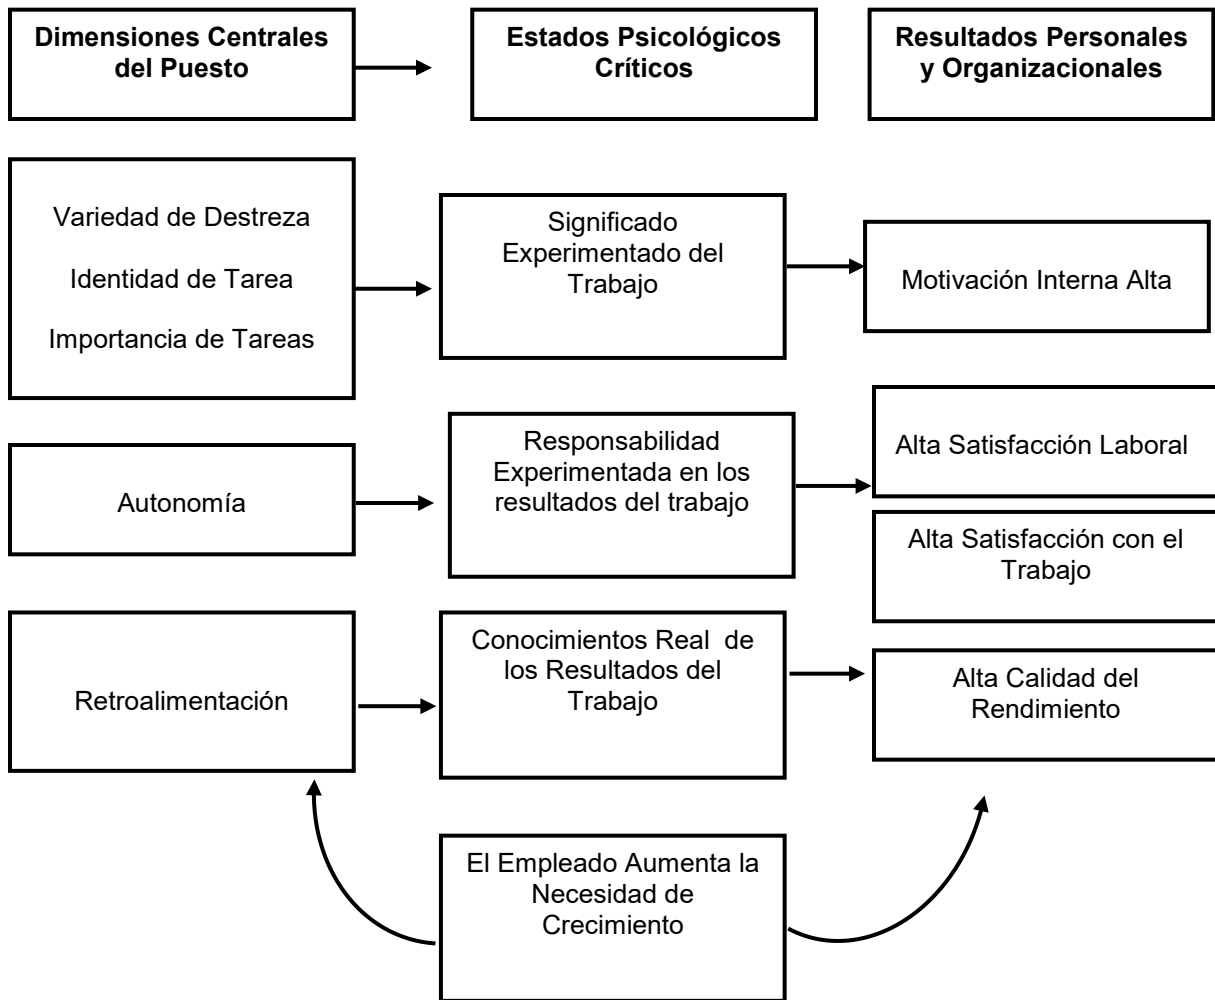 Dimensiones Centrales
del Puesto
Estados Psicológicos
Críticos
Resultados Personales
y Organizacionales
Variedad de Destreza
Identidad de Tarea
Importancia de Tareas
Significado
Experimentado del
Trabajo
Motivación Interna Alta
Autonomía
Responsabilidad
Experimentada en los
resultados del trabajo
Alta Satisfacción Laboral
Alta Satisfacción con el
Trabajo
Retroalimentación
Conocimientos Real de
los Resultados del
Trabajo
Alta Calidad del
Rendimiento
El Empleado Aumenta la
Necesidad de
Crecimiento